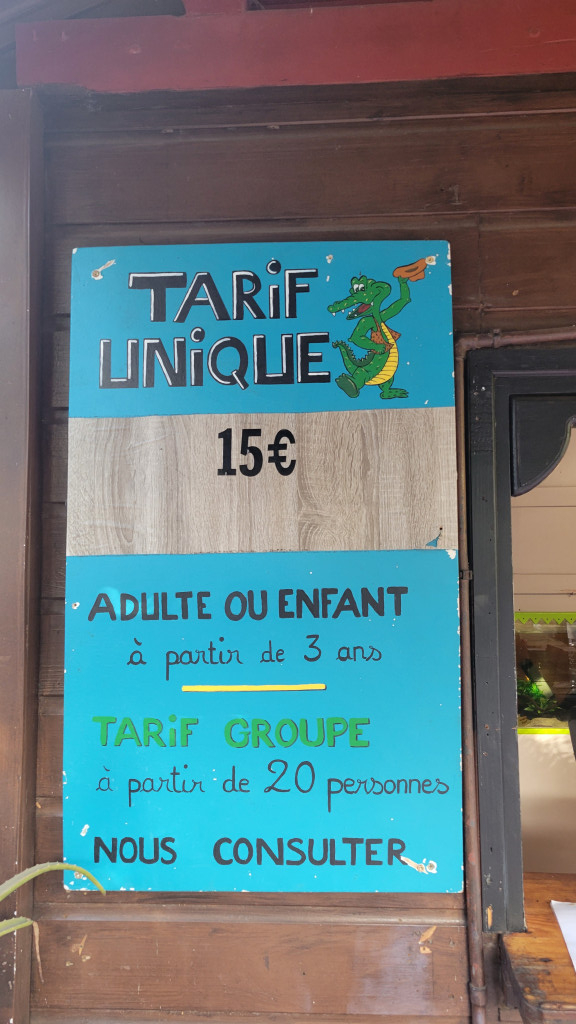 TARiF
UNiQUE
15€
ADULTE OU ENFANT
à partir de 3 ans
TARiF GROUPE
à partir de 20 personnes
NOUS CONSULTER